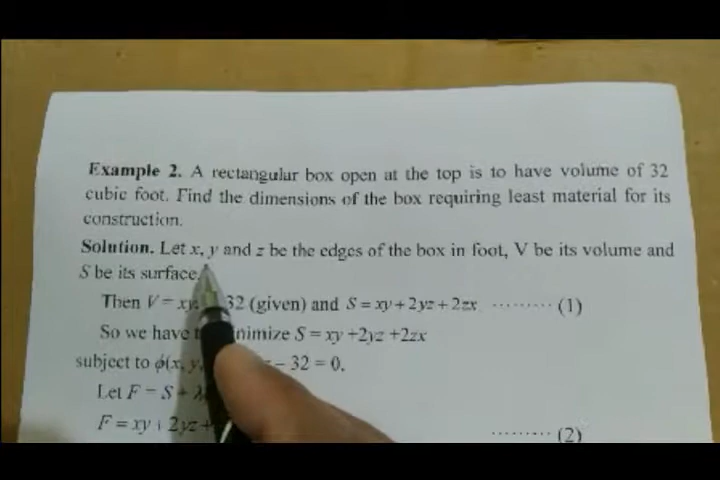 Example 2. A rectangular box open at the top is to have volume of 32
cubic foot. Find the dimensions of the box requiring least material for its
construction.
Solution. Let x, y and z be the edges of the box in foot, V be its volume and
S be its surface.
Then V = xy 32 (given) and S = xy + 2yz + 2zx ......... (1)
So we have nimize S = xy +2yz +2zx
subject to ϕ(x, y, – 32 = 0.
Let F = S + λ
F = xy + 2yz + ......... (2)